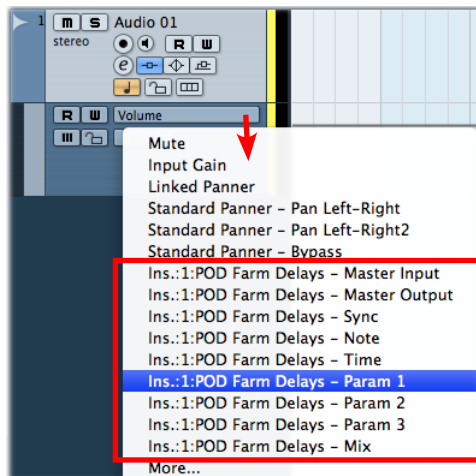 1 m S Audio 01
stereo R W
e
R W Volume
Mute
Input Gain
Linked Panner
Standard Panner – Pan Left-Right
Standard Panner – Pan Left-Right2
Standard Panner – Bypass
Ins.:1:POD Farm Delays – Master Input
Ins.:1:POD Farm Delays – Master Output
Ins.:1:POD Farm Delays – Sync
Ins.:1:POD Farm Delays – Note
Ins.:1:POD Farm Delays – Time
Ins.:1:POD Farm Delays – Param 1
Ins.:1:POD Farm Delays – Param 2
Ins.:1:POD Farm Delays – Param 3
Ins.:1:POD Farm Delays – Mix
More...